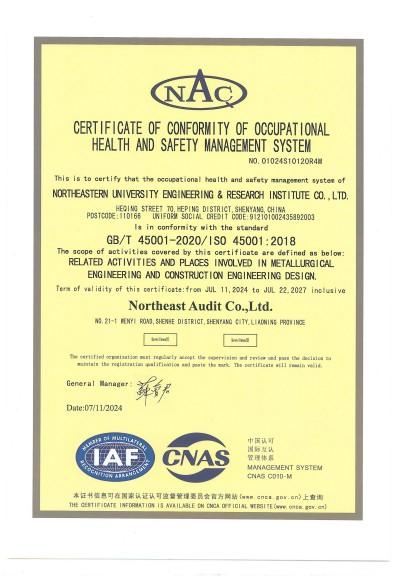 NAC
CERTIFICATE OF CONFORMITY OF OCCUPATIONAL
HEALTH AND SAFETY MANAGEMENT SYSTEM
NO.01024S10120R4M
This is to certify that the occupational health and safety management system of
NORTHEASTERN UNIVERSITY ENGINEERING & RESEARCH INSTITUTE CO.,LTD.
HEQING STREET 70,HEPING DISTRICT,SHENYANG,CHINA
POSTCODE:110166 UNIFORM SOCIAL CREDIT CODE:912101002435892003
Is in conformity with the standard
GB/T 45001-2020/ISO 45001:2018
The scope of activities covered by this certificate are defined as below:
RELATED ACTIVITIES AND PLACES INVOLVED IN METALLURGICAL
ENGINEERING AND CONSTRUCTION ENGINEERING DESIGN.
Term of validity of this certificate:from JUL 11,2024 to JUL 22,2027 inclusive
Northeast Audit Co.,Ltd.
NO.21-1 WENYI ROAD,SHENHE DISTRICT,SHENYANG CITY,LIAONING PROVINCE
The certified organization must regularly accept the supervision and review and pass the decision to
maintain the registration qualification and paste the mark. The certificate will remain valid.
General Manager:
Date:07/11/2024
MEMBER OF MULTILATERAL
IAF
RECOGNITION ARRANGEMENT
CNAS
中国认可
国际互认
管理体系
MANAGEMENT SYSTEM
CNAS C010-M
本证书信息可在国家认证认可监督管理委员会官方网站(www.cnca.gov.cn)上查询
THE CERTIFICATE INFORMATION IS AVAILABLE ON CNCA OFFICIAL WEBSITE(www.cnca.gov.cn)